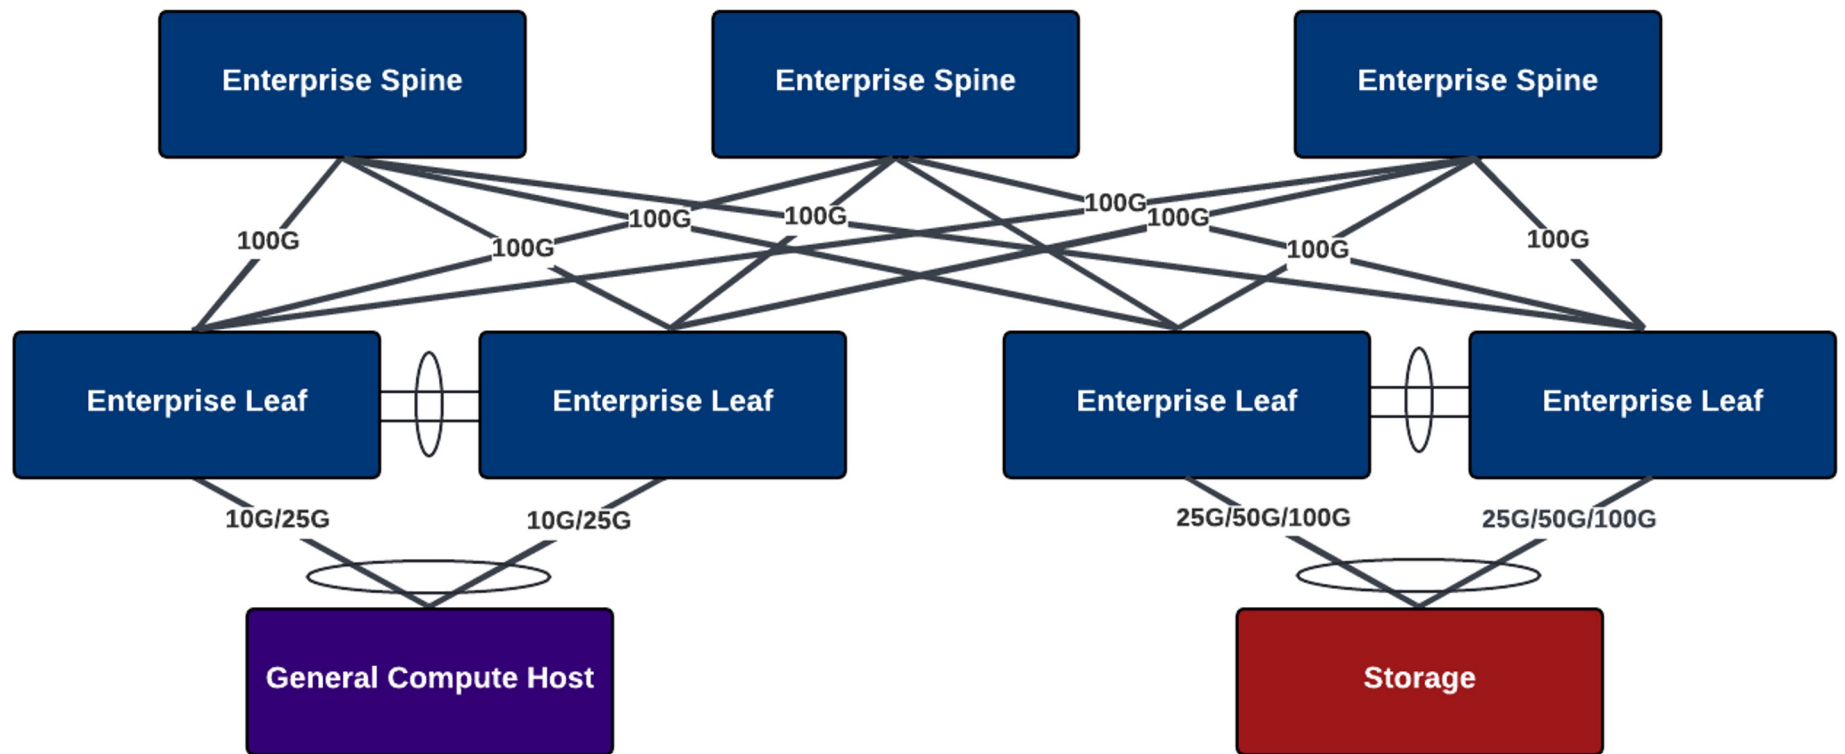 Enterprise Spine
Enterprise Spine
Enterprise Spine
100G
100G
100G
100G
100G
100G
100G
100G
Enterprise Leaf
Enterprise Leaf
Enterprise Leaf
Enterprise Leaf
10G/25G
10G/25G
25G/50G/100G
25G/50G/100G
General Compute Host
Storage